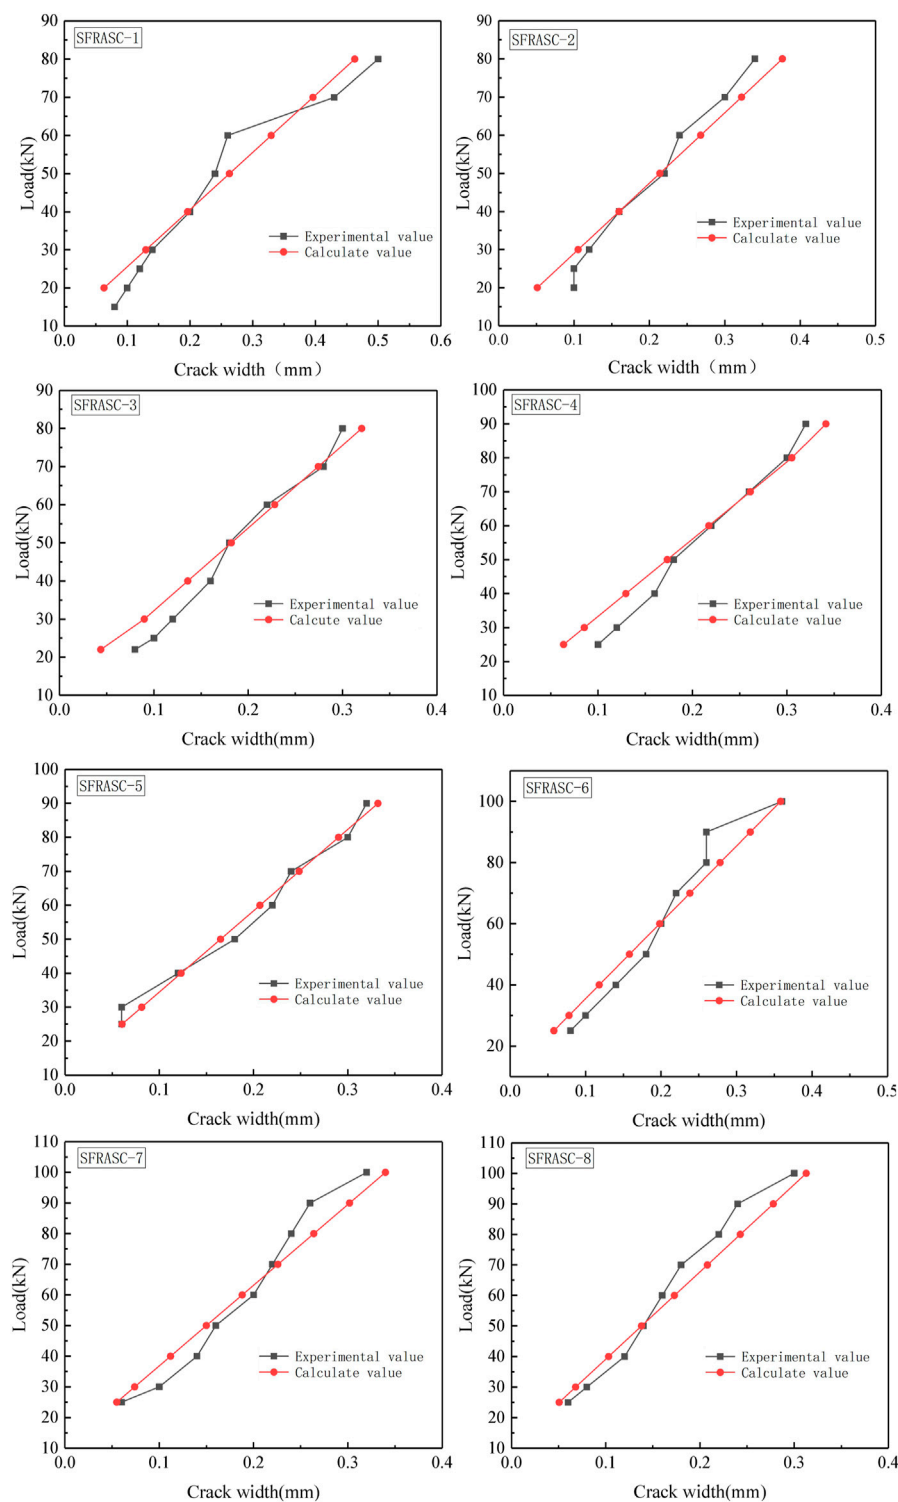 SFRASC-1
90
80
70
60
50
40
30
20
10
Load(kN)
Experimental value
Calculate value
0.0 0.1 0.2 0.3 0.4 0.5 0.6
Crack width（mm）
SFRASC-2
90
80
70
60
50
40
30
20
10
Load(kN)
Experimental value
Calculate value
0.0 0.1 0.2 0.3 0.4 0.5
Crack width（mm）
SFRASC-3
90
80
70
60
50
40
30
20
10
Load(kN)
Experimental value
Calcute value
0.0 0.1 0.2 0.3 0.4
Crack width(mm)
SFRASC-4
100
90
80
70
60
50
40
30
20
10
Load(kN)
Experimental value
Calculate value
0.0 0.1 0.2 0.3 0.4
Crack width(mm)
SFRASC-5
100
90
80
70
60
50
40
30
20
10
Load(kN)
Experimental value
Calculate value
0.0 0.1 0.2 0.3 0.4
Crack width(mm)
SFRASC-6
100
80
60
40
20
Load(kN)
Experimental value
Calculate value
0.0 0.1 0.2 0.3 0.4 0.5
Crack width(mm)
SFRASC-7
110
100
90
80
70
60
50
40
30
20
10
Load(kN)
Experimental value
Calculate value
0.0 0.1 0.2 0.3 0.4
Crack width(mm)
SFRASC-8
110
100
90
80
70
60
50
40
30
20
10
Load(kN)
Experimental value
Calculate value
0.0 0.1 0.2 0.3 0.4
Crack width(mm)